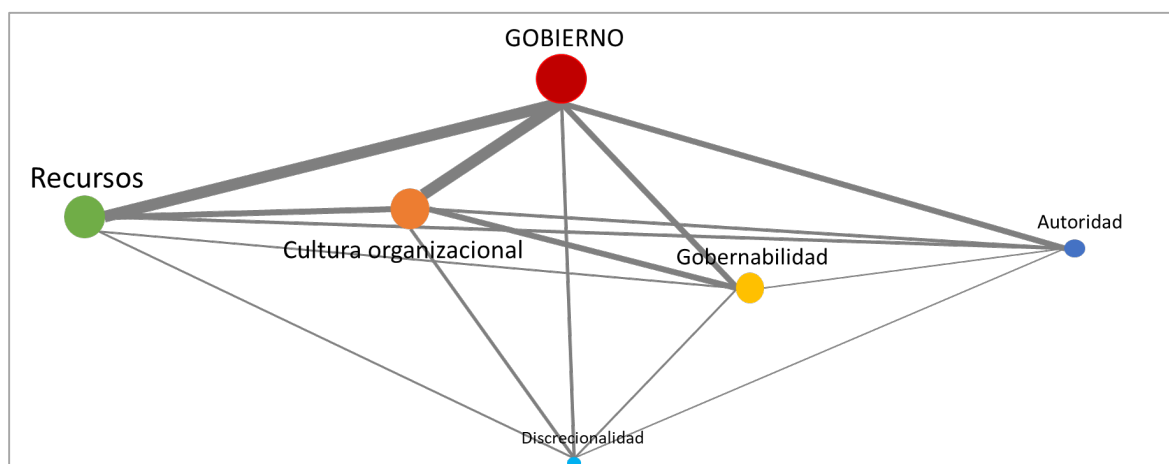 GOBIERNO
Recursos
Autoridad
Cultura organizacional
Gobernabilidad
Discrecionalidad